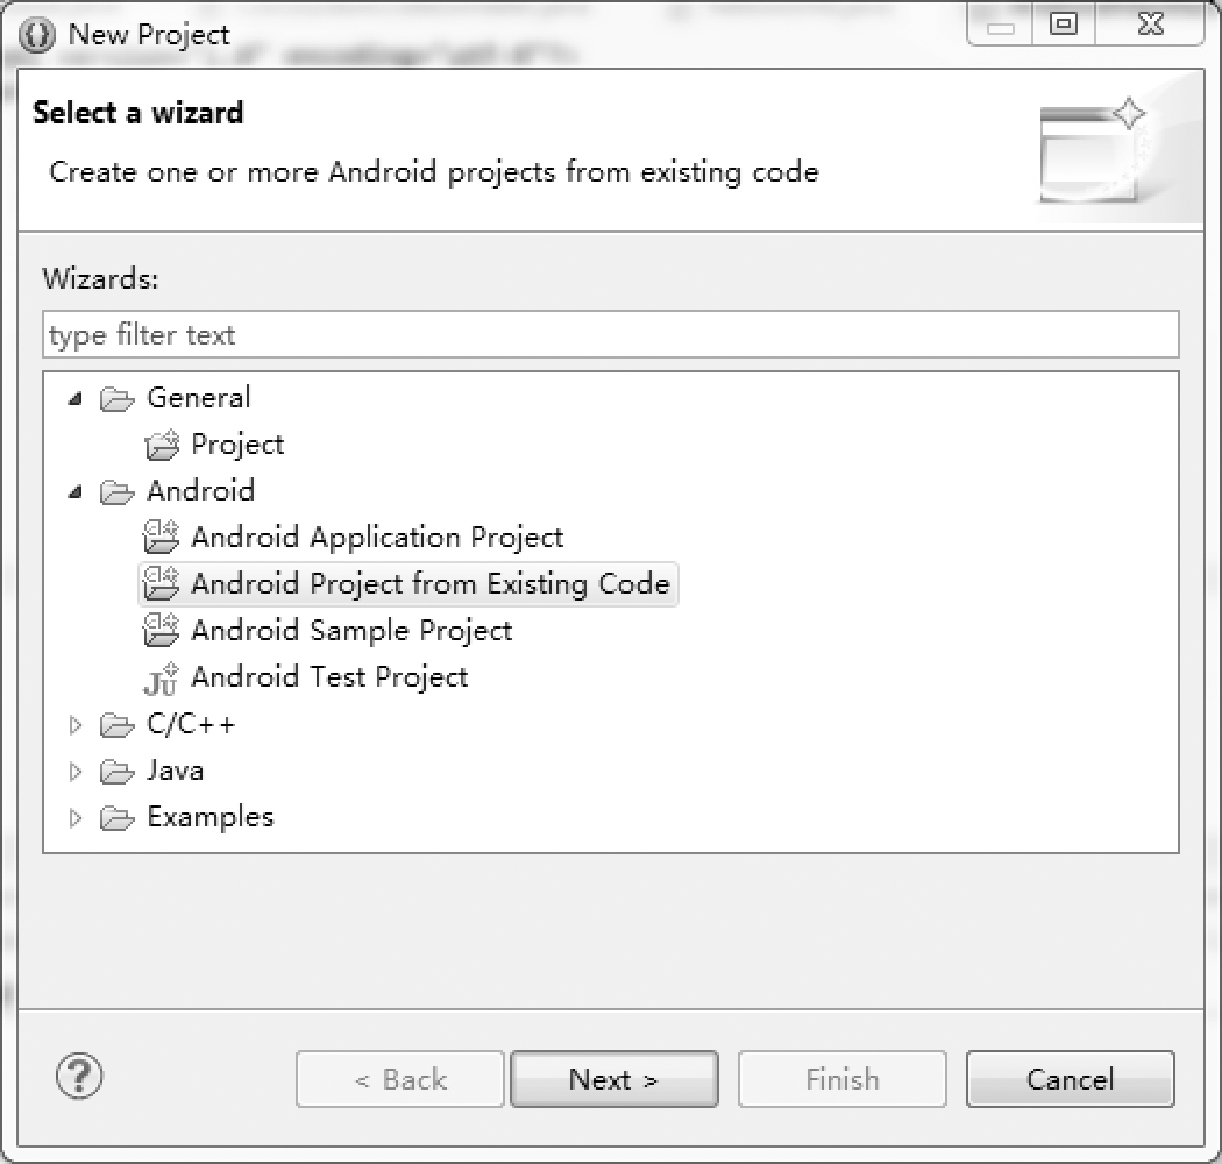 New Project
Select a wizard
Create one or more Android projects from existing code
Wizards:
type filter text
General
Project
Android
Android Application Project
Android Project from Existing Code
Android Sample Project
Ju Android Test Project
C/C++
Java
Examples
?
< Back Next > Finish Cancel